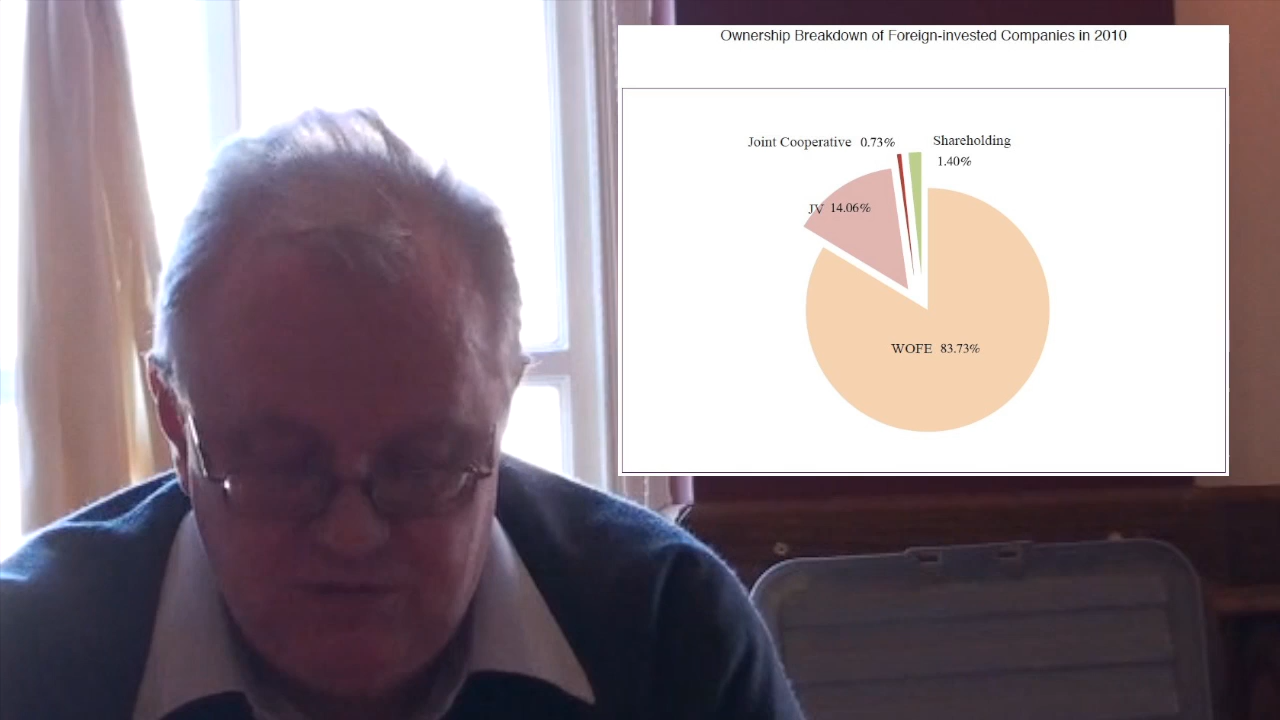 Ownership Breakdown of Foreign-invested Companies in 2010
Joint Cooperative 0.73%
Shareholding
1.40%
JV 14.06%
WOFE 83.73%